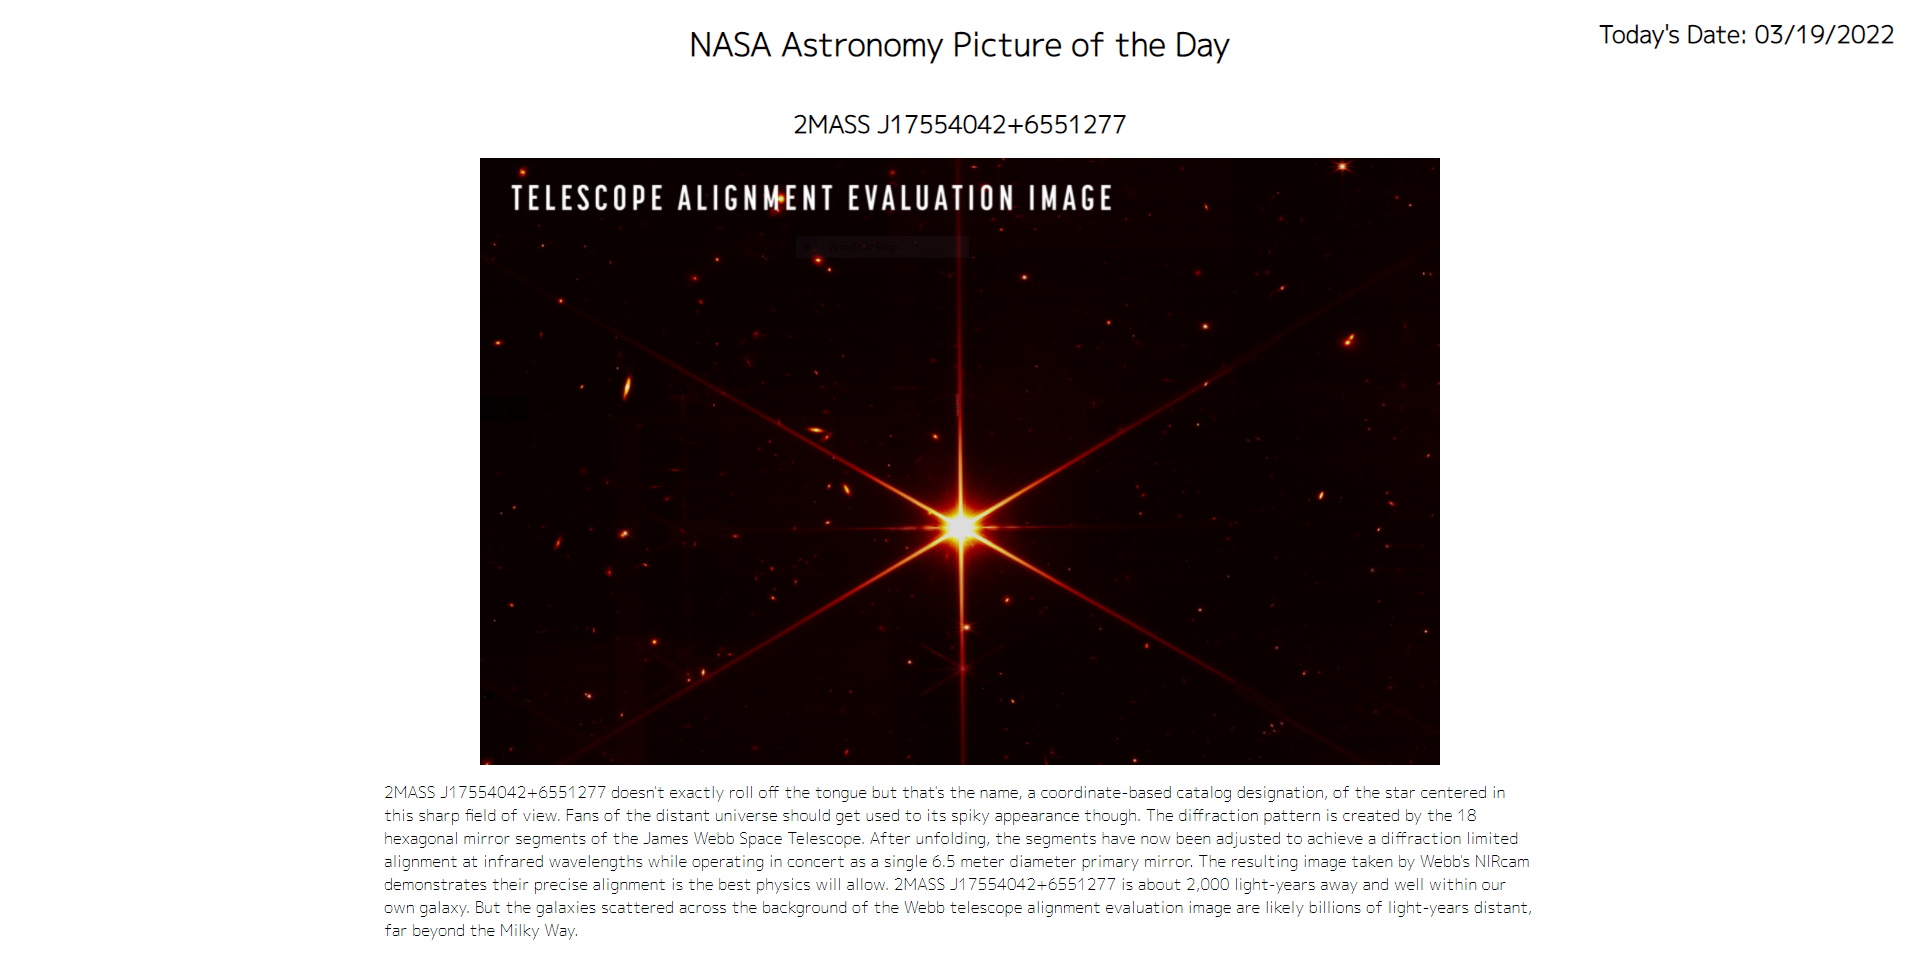 NASA Astronomy Picture of the Day
Today's Date: 03/19/2022
2MASS J17554042+6551277
TELESCOPE ALIGNMENT EVALUATION IMAGE
2MASS J17554042+6551277 doesn't exactly roll off the tongue but that's the name, a coordinate-based catalog designation, of the star centered in
this sharp field of view. Fans of the distant universe should get used to its spiky appearance though. The diffraction pattern is created by the 18
hexagonal mirror segments of the James Webb Space Telescope. After unfolding, the segments have now been adjusted to achieve a diffraction limited
alignment at infrared wavelengths while operating in concert as a single 6.5 meter diameter primary mirror. The resulting image taken by Webb's NIRcam
demonstrates their precise alignment is the best physics will allow. 2MASS J17554042+6551277 is about 2,000 light-years away and well within our
own galaxy. But the galaxies scattered across the background of the Webb telescope alignment evaluation image are likely billions of light-years distant,
far beyond the Milky Way.